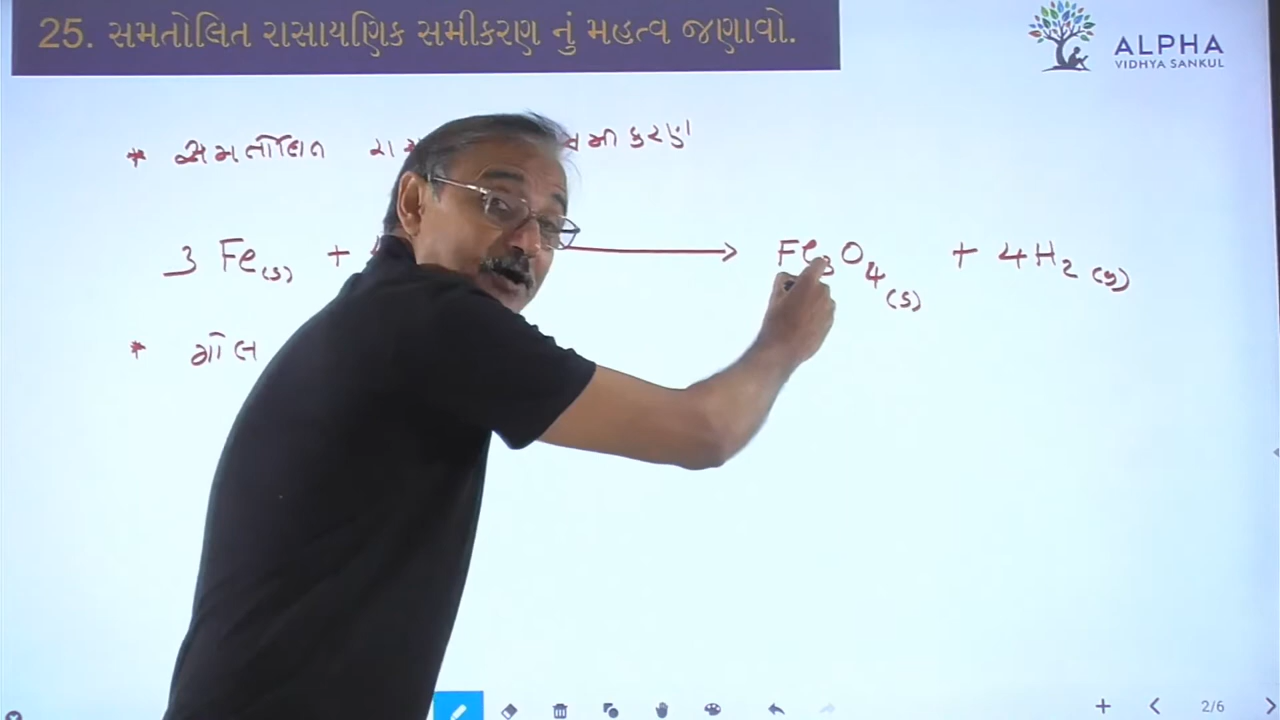 25. સમતોલિત રાસાયણિક સમીકરણ નું મહત્વ જણાવો.
ALPHA
VIDHYA SANKUL
* સમતોલિત
3 Fe(s) + → Fe3O4(s) + 4H2(g)
* મોલ
2/6